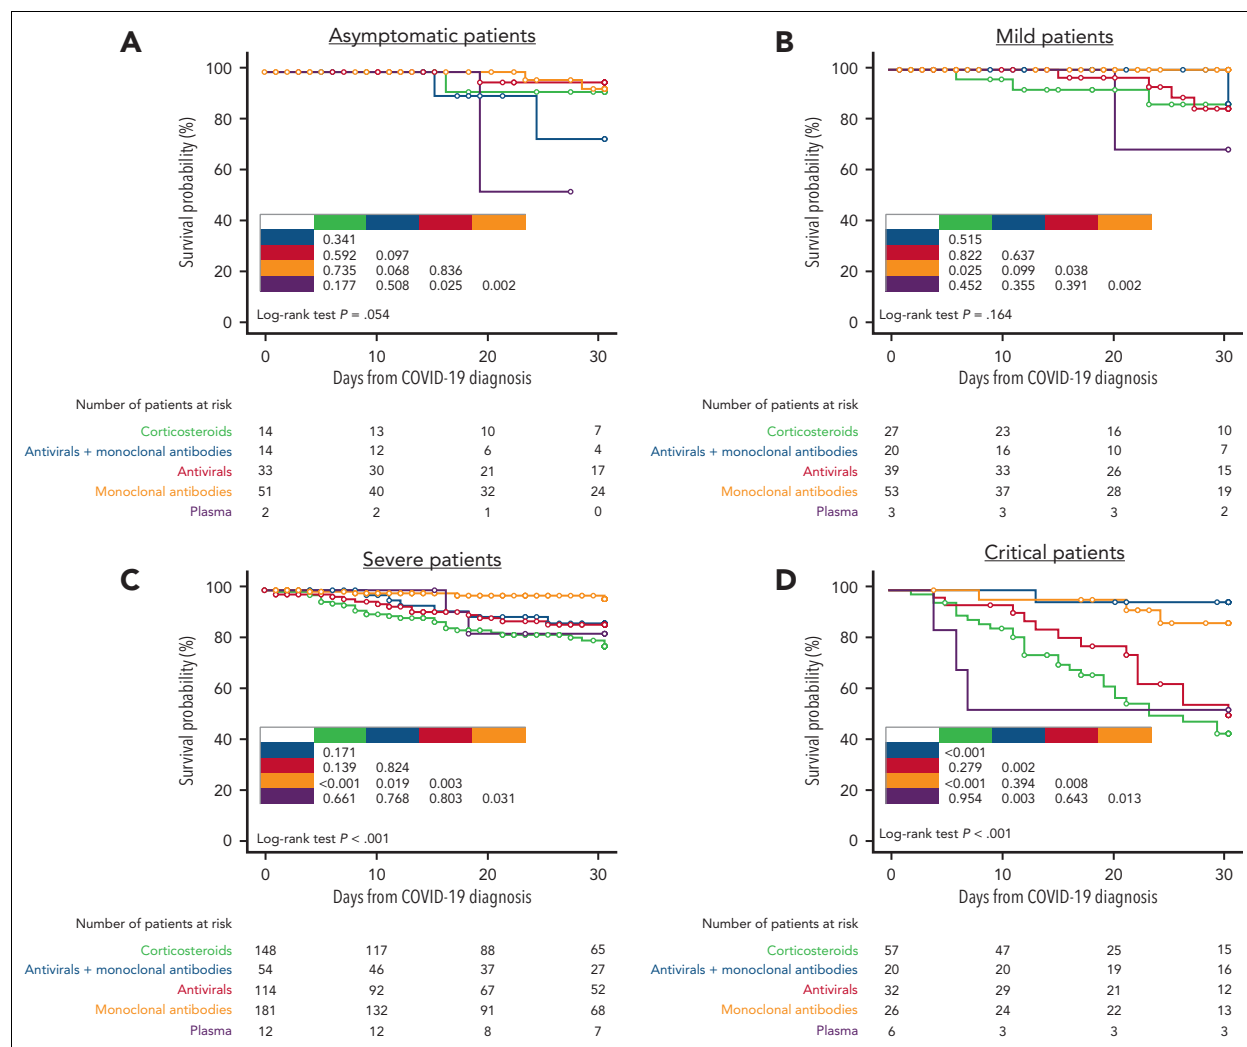 A
Asymptomatic patients
Survival probability (%)
100
80
60
40
20
0
0.341
0.592 0.097
0.735 0.068 0.836
0.177 0.508 0.025 0.002
Log-rank test P = .054
0 10 20 30
Days from COVID-19 diagnosis
Number of patients at risk
Corticosteroids 14 13 10 7
Antivirals + monoclonal antibodies 14 12 6 4
Antivirals 33 30 21 17
Monoclonal antibodies 51 40 32 24
Plasma 2 2 1 0
B
Mild patients
Survival probability (%)
100
80
60
40
20
0
0.515
0.822 0.637
0.025 0.099 0.038
0.452 0.355 0.391 0.002
Log-rank test P = .164
0 10 20 30
Days from COVID-19 diagnosis
Number of patients at risk
Corticosteroids 27 23 16 10
Antivirals + monoclonal antibodies 20 16 10 7
Antivirals 39 33 26 15
Monoclonal antibodies 53 37 28 19
Plasma 3 3 3 2
C
Severe patients
Survival probability (%)
100
80
60
40
20
0
0.171
0.139 0.824
<0.001 0.019 0.003
0.661 0.768 0.803 0.031
Log-rank test P < .001
0 10 20 30
Days from COVID-19 diagnosis
Number of patients at risk
Corticosteroids 148 117 88 65
Antivirals + monoclonal antibodies 54 46 37 27
Antivirals 114 92 67 52
Monoclonal antibodies 181 132 91 68
Plasma 12 12 8 7
D
Critical patients
Survival probability (%)
100
80
60
40
20
0
<0.001
0.279 0.002
<0.001 0.394 0.008
0.954 0.003 0.643 0.013
Log-rank test P < .001
0 10 20 30
Days from COVID-19 diagnosis
Number of patients at risk
Corticosteroids 57 47 25 15
Antivirals + monoclonal antibodies 20 20 19 16
Antivirals 32 29 21 12
Monoclonal antibodies 26 24 22 13
Plasma 6 3 3 3